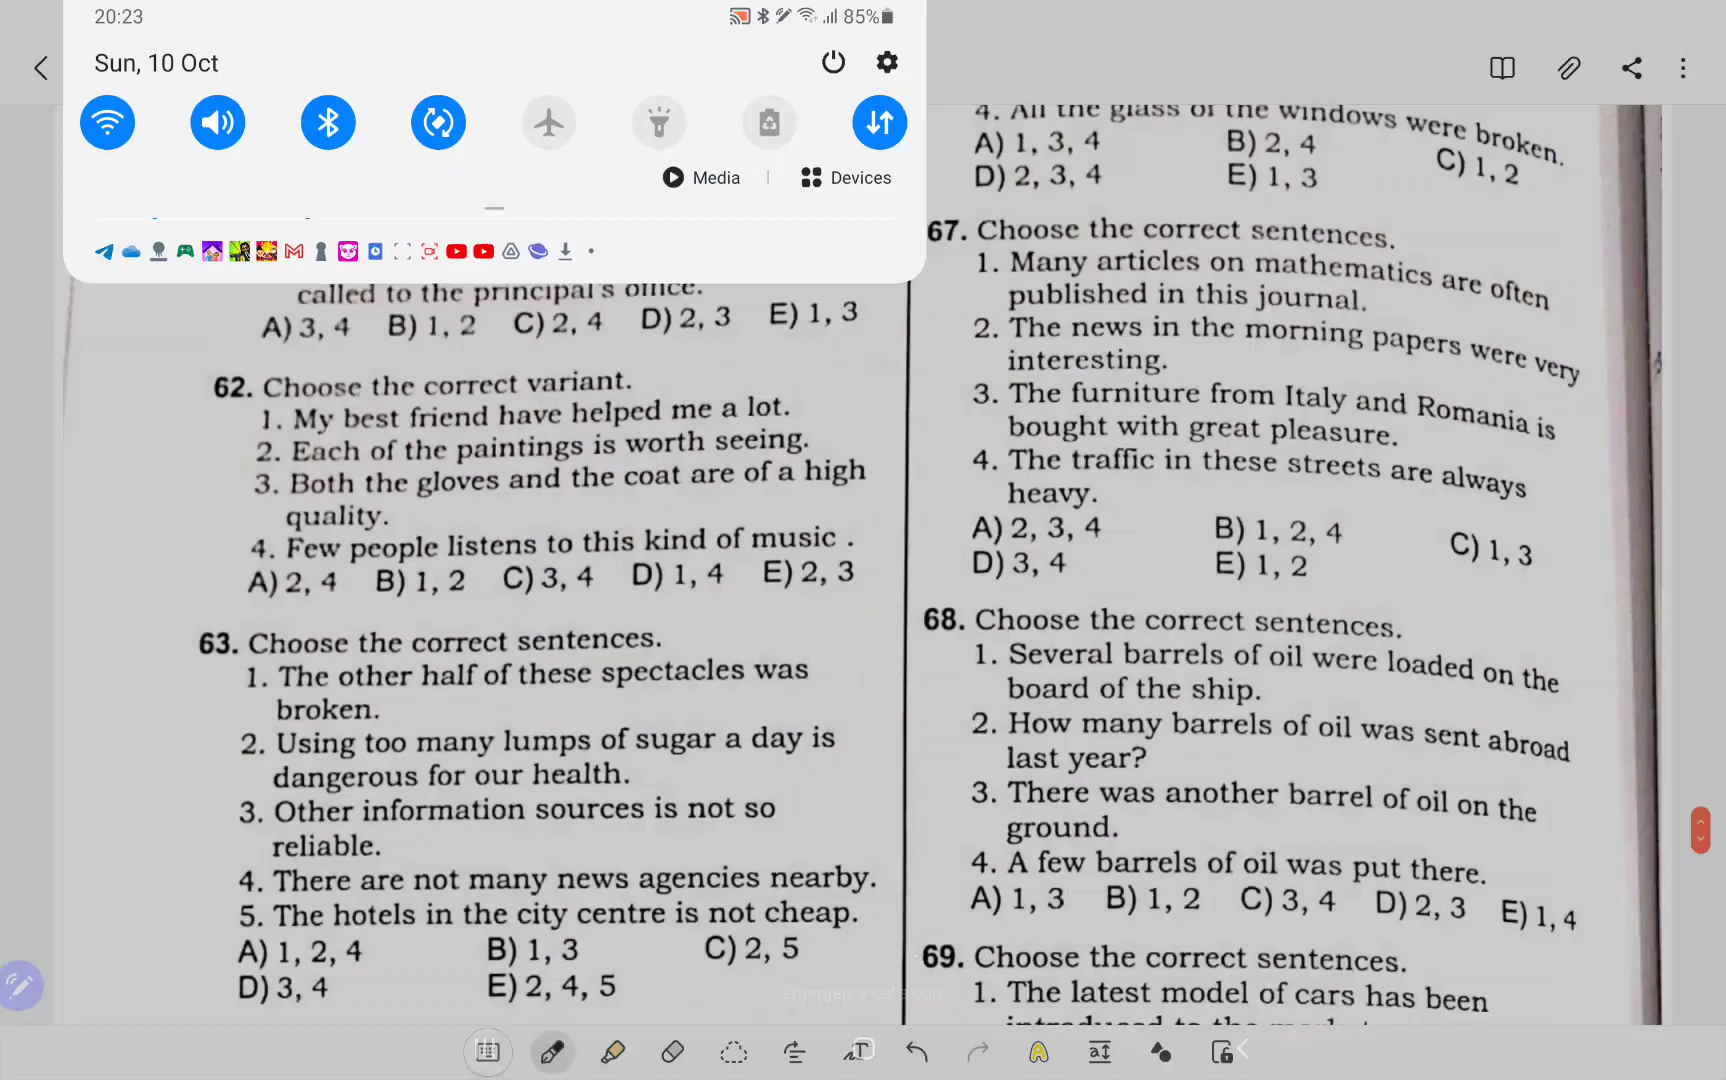 20:23
85%
Sun, 10 Oct
Media
Devices
called to the principal's office.
A) 3, 4 B) 1, 2 C) 2, 4 D) 2, 3 E) 1, 3
62. Choose the correct variant.
1. My best friend have helped me a lot.
2. Each of the paintings is worth seeing.
3. Both the gloves and the coat are of a high
quality.
4. Few people listens to this kind of music .
A) 2, 4 B) 1, 2 C) 3, 4 D) 1, 4 E) 2, 3
63. Choose the correct sentences.
1. The other half of these spectacles was
broken.
2. Using too many lumps of sugar a day is
dangerous for our health.
3. Other information sources is not so
reliable.
4. There are not many news agencies nearby.
5. The hotels in the city centre is not cheap.
A) 1, 2, 4 B) 1, 3 C) 2, 5
D) 3, 4 E) 2, 4, 5
4. All the glass of the windows were broken.
A) 1, 3, 4 B) 2, 4 C) 1, 2
D) 2, 3, 4 E) 1, 3
67. Choose the correct sentences.
1. Many articles on mathematics are often
published in this journal.
2. The news in the morning papers were very
interesting.
3. The furniture from Italy and Romania is
bought with great pleasure.
4. The traffic in these streets are always
heavy.
A) 2, 3, 4 B) 1, 2, 4 C) 1, 3
D) 3, 4 E) 1, 2
68. Choose the correct sentences.
1. Several barrels of oil were loaded on the
board of the ship.
2. How many barrels of oil was sent abroad
last year?
3. There was another barrel of oil on the
ground.
4. A few barrels of oil was put there.
A) 1, 3 B) 1, 2 C) 3, 4 D) 2, 3 E) 1, 4
69. Choose the correct sentences.
1. The latest model of cars has been
Emergency calls only